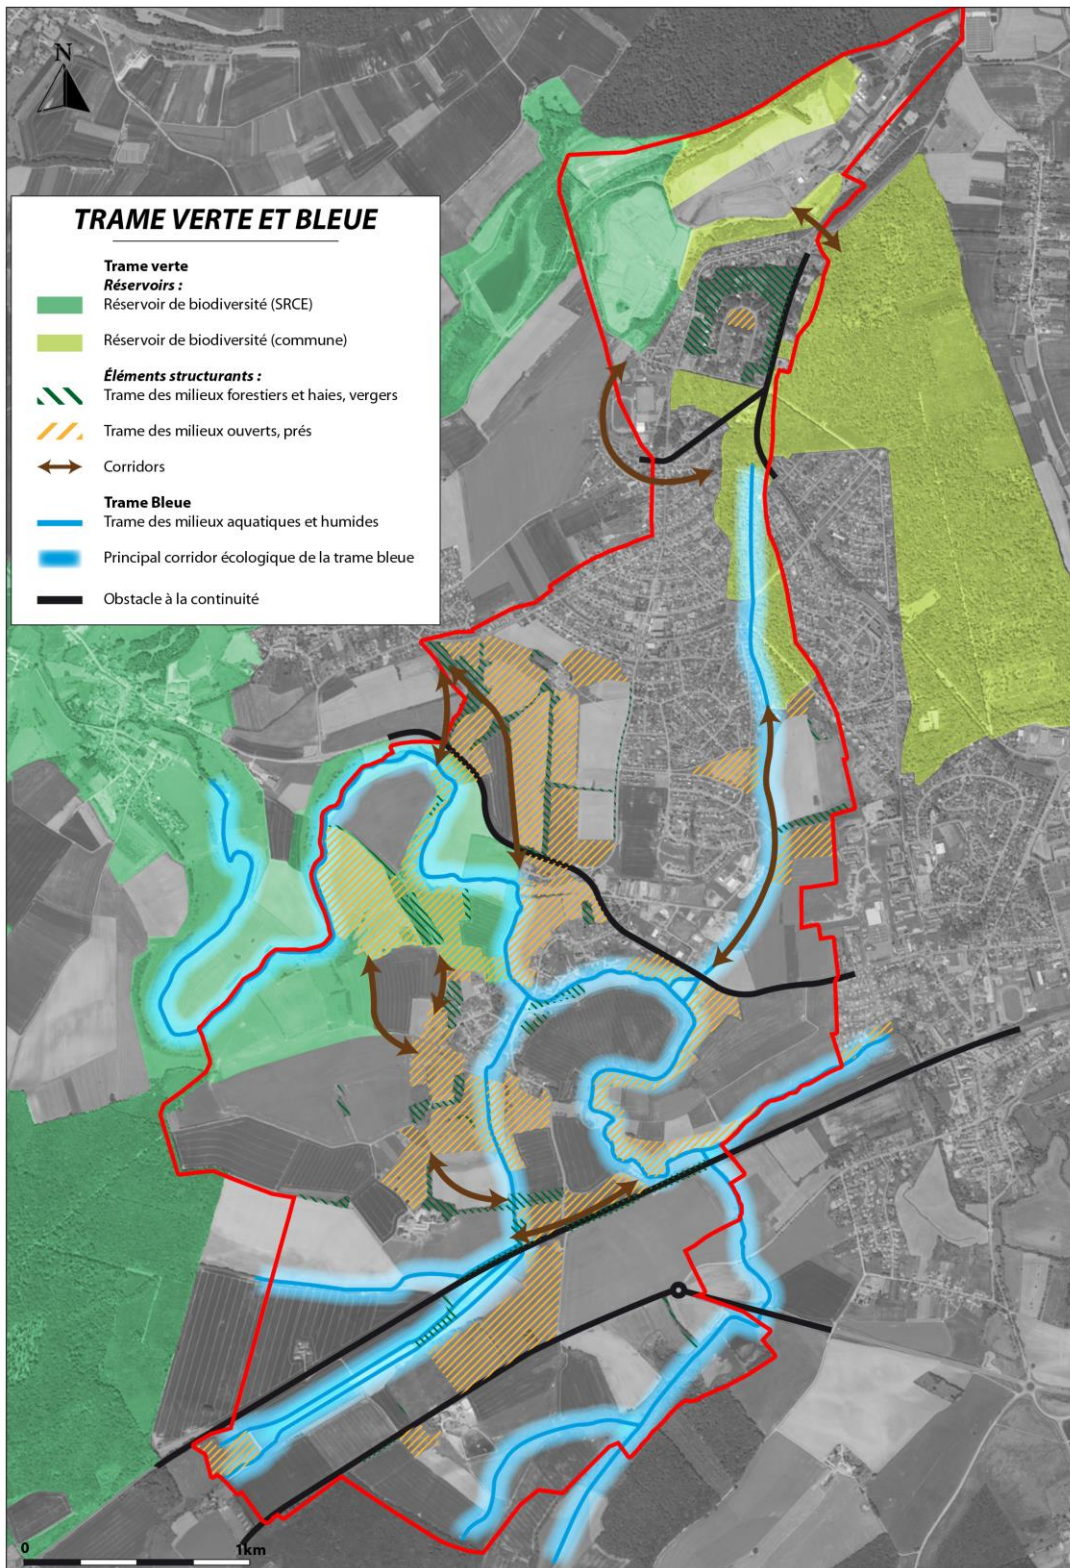 N
TRAME VERTE ET BLEUE
Trame verte
Réservoirs :
Réservoir de biodiversité (SRCE)
Réservoir de biodiversité (commune)
Éléments structurants :
Trame des milieux forestiers et haies, vergers
Trame des milieux ouverts, prés
Corridors
Trame Bleue
Trame des milieux aquatiques et humides
Principal corridor écologique de la trame bleue
Obstacle à la continuité
0 1km